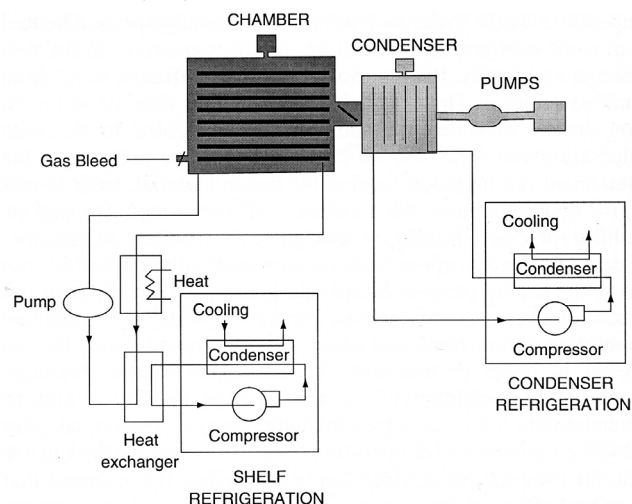 CHAMBER
CONDENSER
PUMPS
Gas Bleed
Cooling
Condenser
Compressor
CONDENSER
REFRIGERATION
Pump
Heat
Cooling
Condenser
Compressor
Heat
exchanger
SHELF
REFRIGERATION